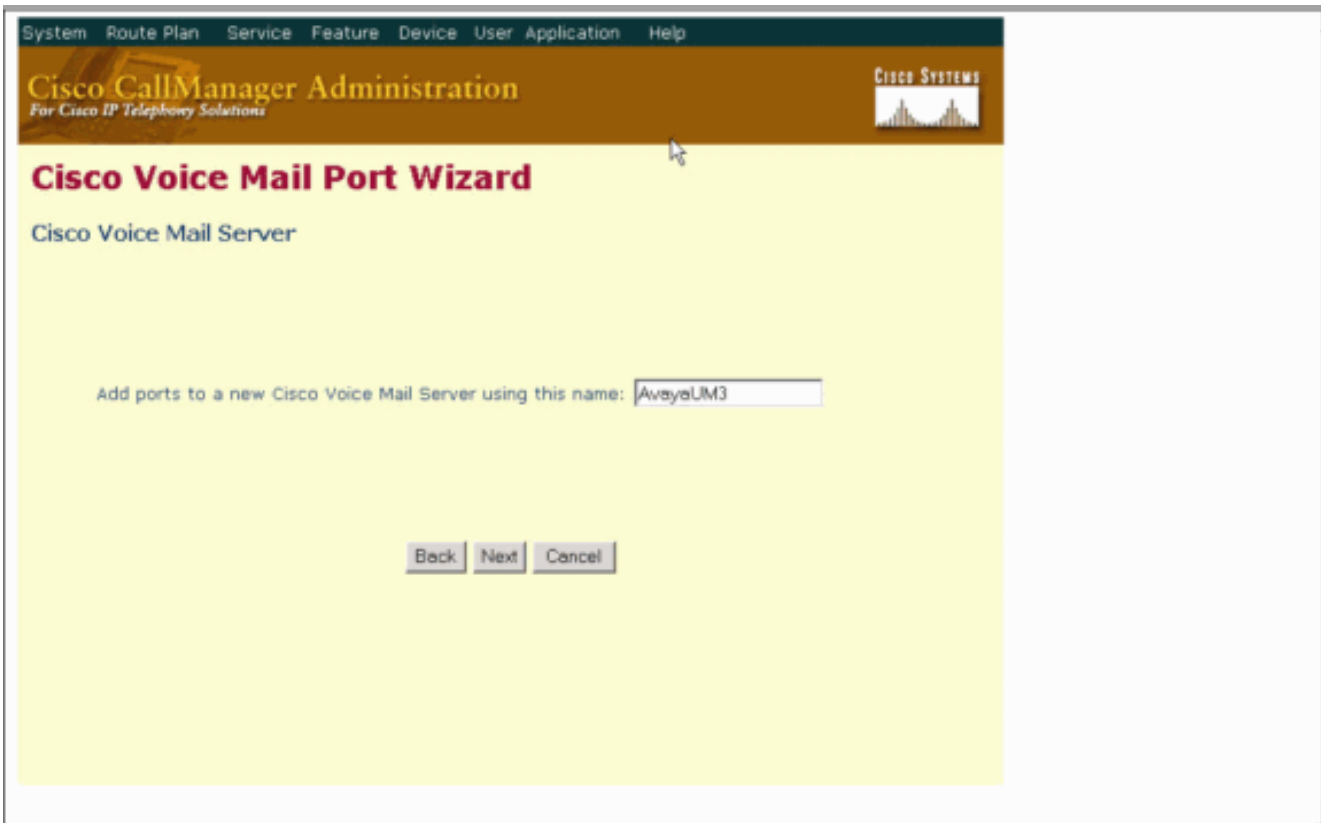 System Route Plan Service Feature Device User Application Help
Cisco CallManager Administration
For Cisco IP Telephony Solutions
CISCO SYSTEMS
Cisco Voice Mail Port Wizard
Cisco Voice Mail Server
Add ports to a new Cisco Voice Mail Server using this name: AvayaUM3
Back Next Cancel